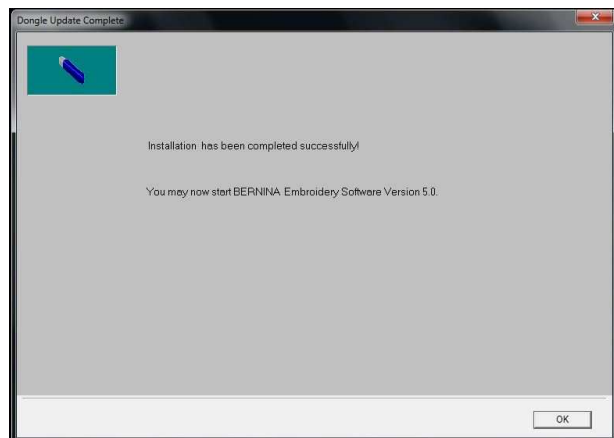 Dongle Update Complete
Installation has been completed successfully!
You may now start BERNINA Embroidery Software Version 5.0.
OK